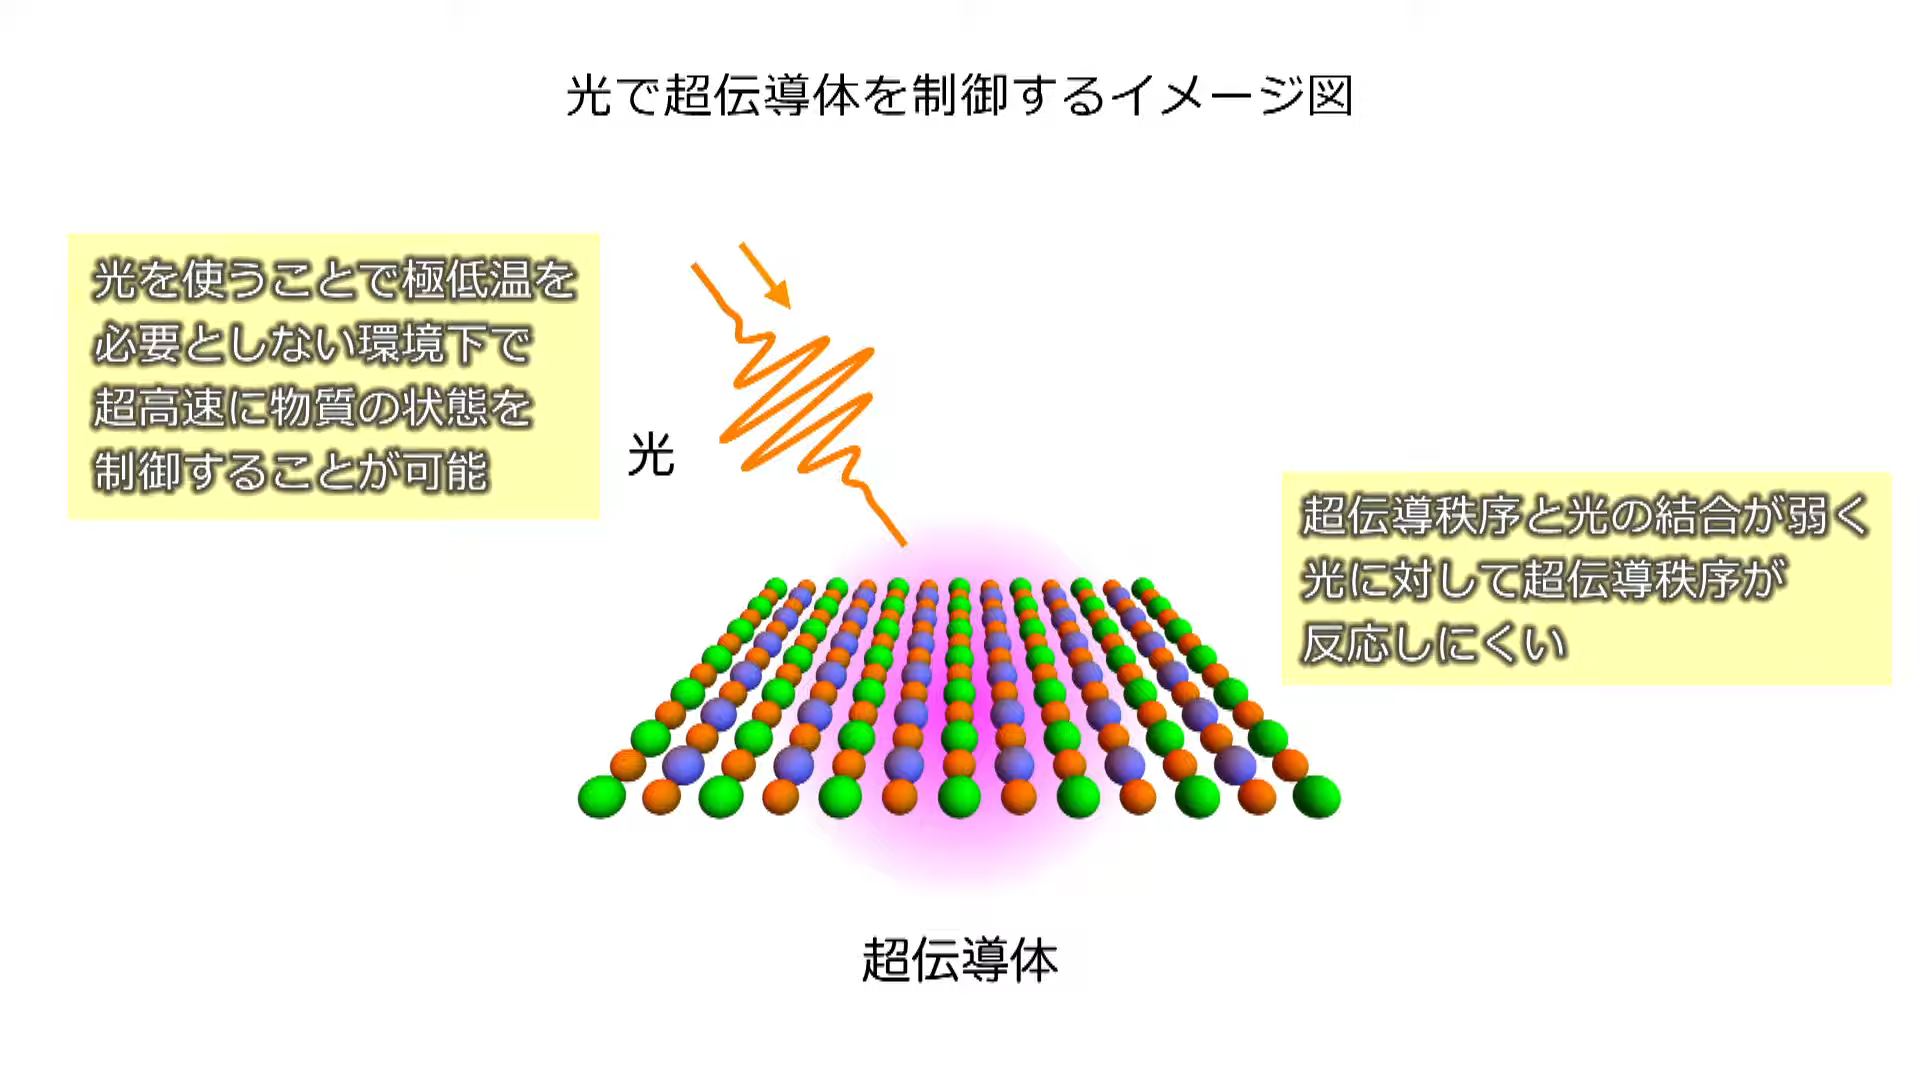 光で超伝導体を制御するイメージ図
光を使うことで極低温を
必要としない環境下で
超高速に物質の状態を
制御することが可能
光
超伝導秩序と光の結合が弱く
光に対して超伝導秩序が
反応しにくい
超伝導体